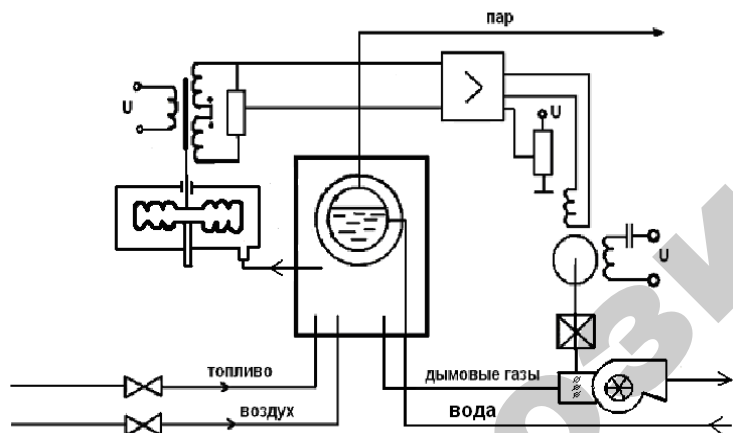 пар
U
U
U
топливо
дымовые газы
воздух
вода